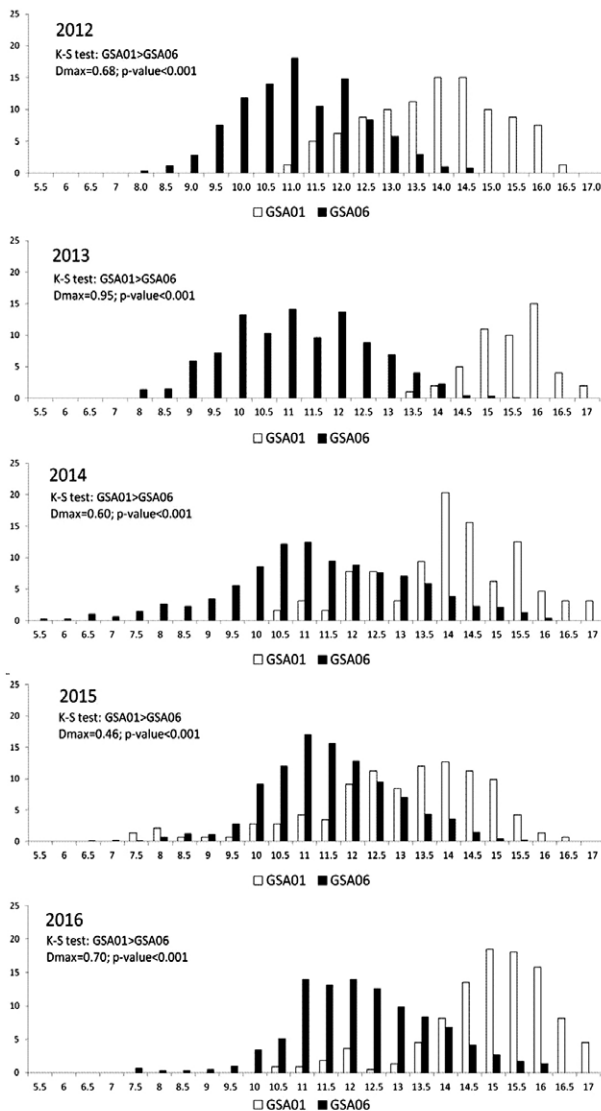 2012
K-S test: GSA01>GSA06
Dmax=0.68; p-value<0.001
25
20
15
10
5
0
5.5 6 6.5 7 8.0 8.5 9.0 9.5 10.0 10.5 11.0 11.5 12.0 12.5 13.0 13.5 14.0 14.5 15.0 15.5 16.0 16.5 17.0
GSA01 GSA06
2013
K-S test: GSA01>GSA06
Dmax=0.95; p-value<0.001
25
20
15
10
5
0
5.5 6 6.5 7 8 8.5 9 9.5 10 10.5 11 11.5 12 12.5 13 13.5 14 14.5 15 15.5 16 16.5 17
GSA01 GSA06
2014
K-S test: GSA01>GSA06
Dmax=0.60; p-value<0.001
25
20
15
10
5
0
5.5 6 6.5 7 7.5 8 8.5 9 9.5 10 10.5 11 11.5 12 12.5 13 13.5 14 14.5 15 15.5 16 16.5 17
GSA01 GSA06
2015
K-S test: GSA01>GSA06
Dmax=0.46; p-value<0.001
25
20
15
10
5
0
5.5 6 6.5 7 7.5 8 8.5 9 9.5 10 10.5 11 11.5 12 12.5 13 13.5 14 14.5 15 15.5 16 16.5 17
GSA01 GSA06
2016
K-S test: GSA01>GSA06
Dmax=0.70; p-value<0.001
25
20
15
10
5
0
5.5 6 6.5 7 7.5 8 8.5 9 9.5 10 10.5 11 11.5 12 12.5 13 13.5 14 14.5 15 15.5 16 16.5 17
GSA01 GSA06